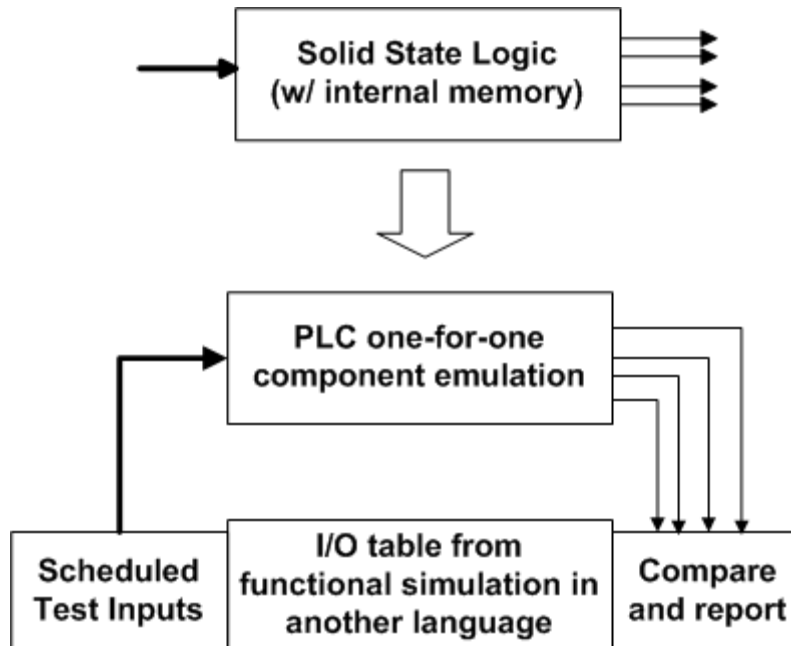 Solid State Logic
(w/ internal memory)
PLC one-for-one
component emulation
Scheduled
Test Inputs
I/O table from
functional simulation in
another language
Compare
and report